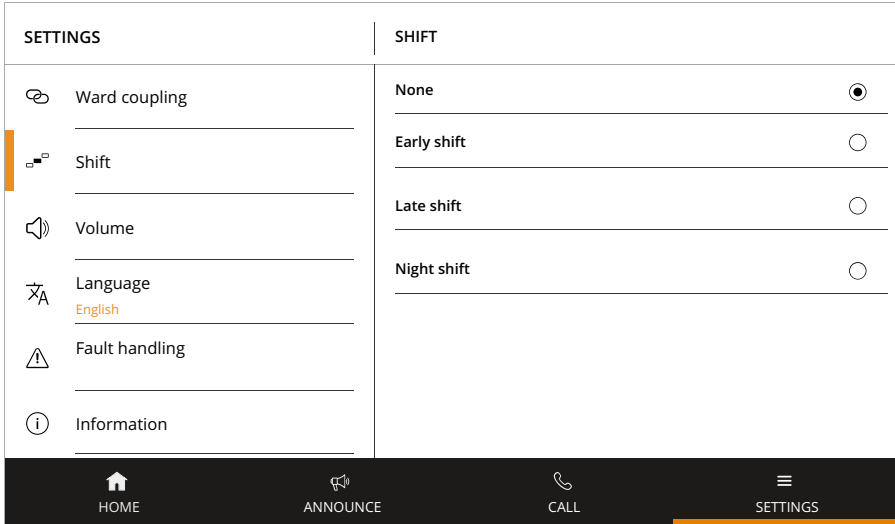 SETTINGS
Ward coupling
Shift
Volume
Language
English
Fault handling
Information
SHIFT
None
Early shift
Late shift
Night shift
HOME
ANNOUNCE
CALL
SETTINGS